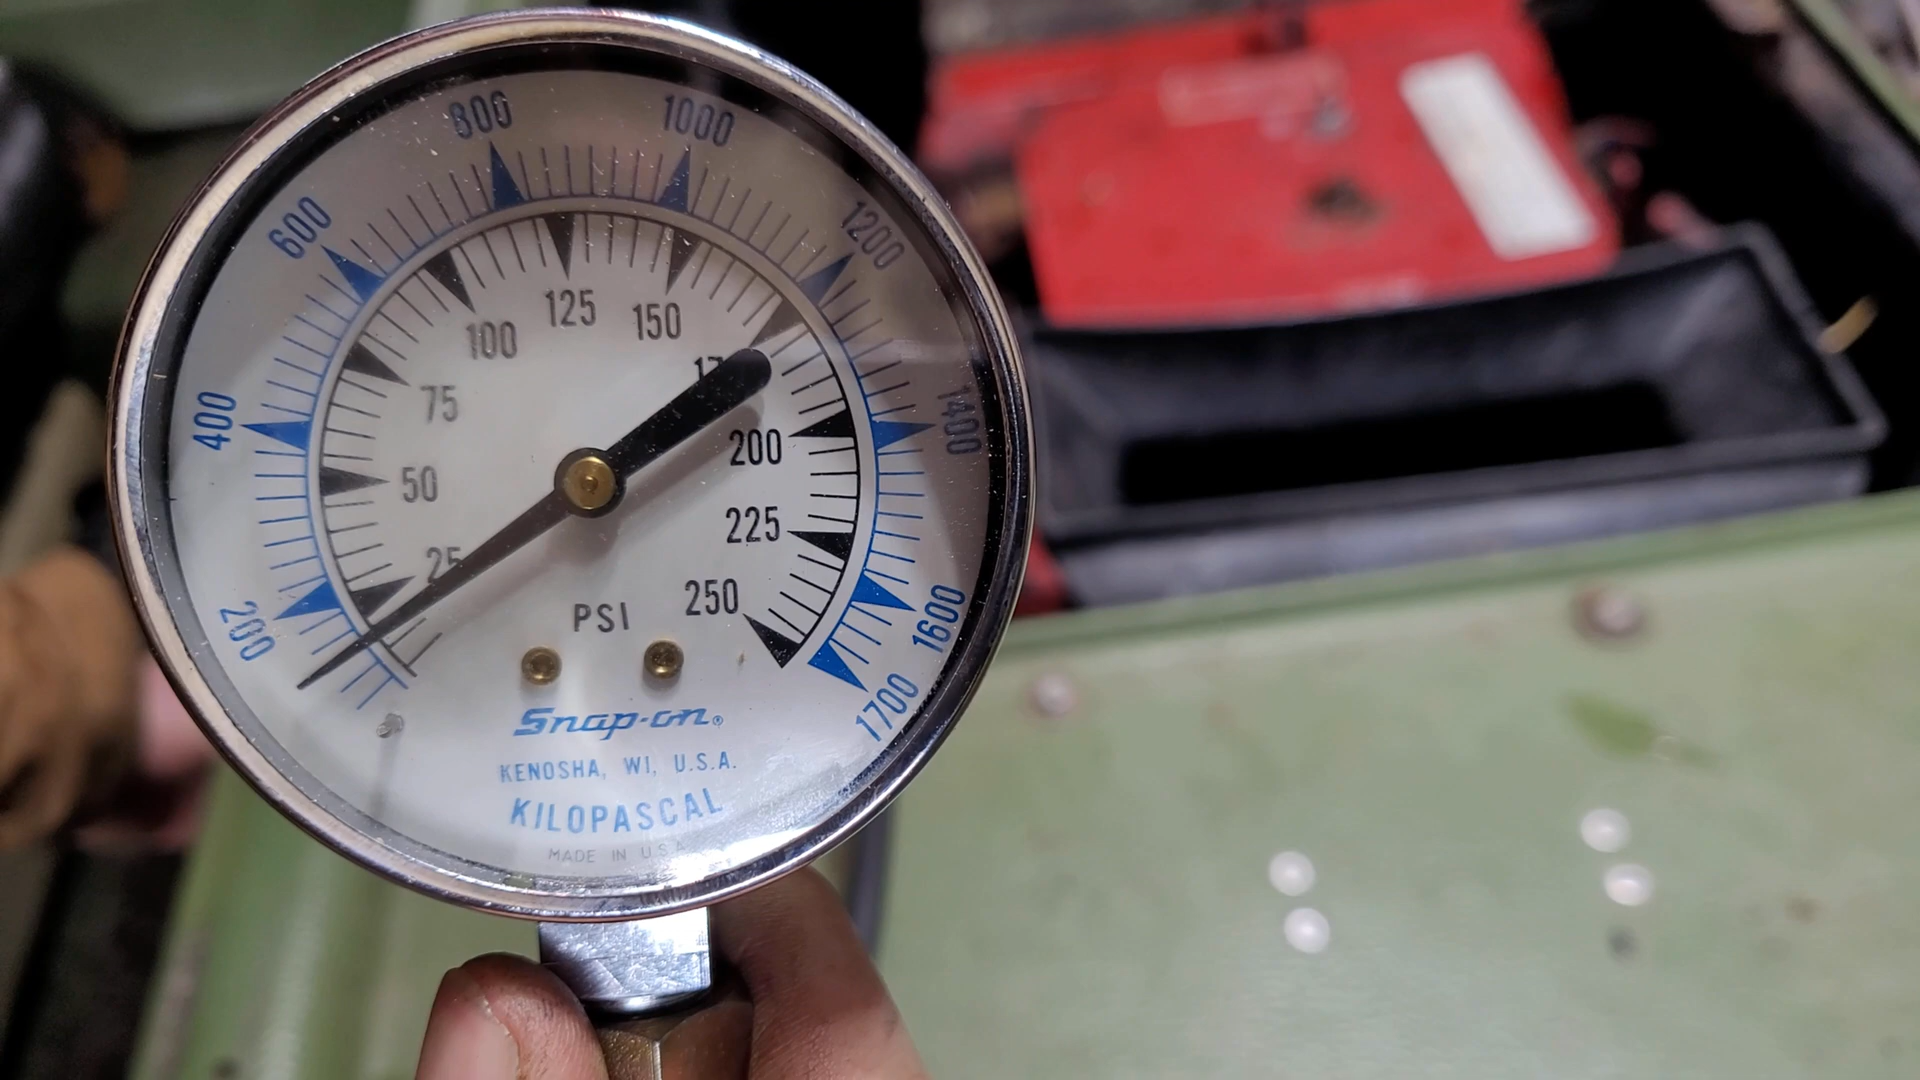 800 1000
600 1200
125
100 150
75
400 1400
200
50
225
25
250
200 PSI 1600
1700
Snap-on®
KENOSHA, WI, U.S.A.
KILOPASCAL
MADE IN U.S.A